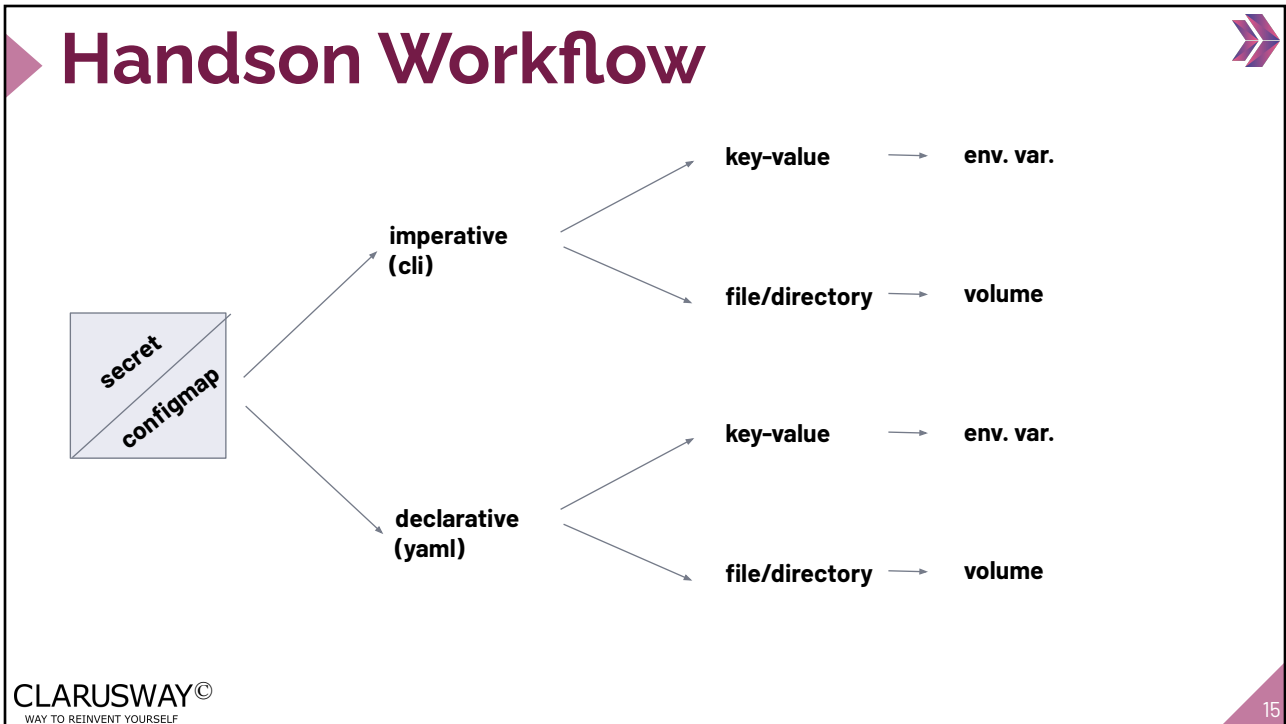 Handson Workflow
key-value
env. var.
imperative
(cli)
file/directory
volume
secret
configmap
key-value
env. var.
declarative
(yaml)
file/directory
volume
CLARUSWAY©
WAY TO REINVENT YOURSELF
15